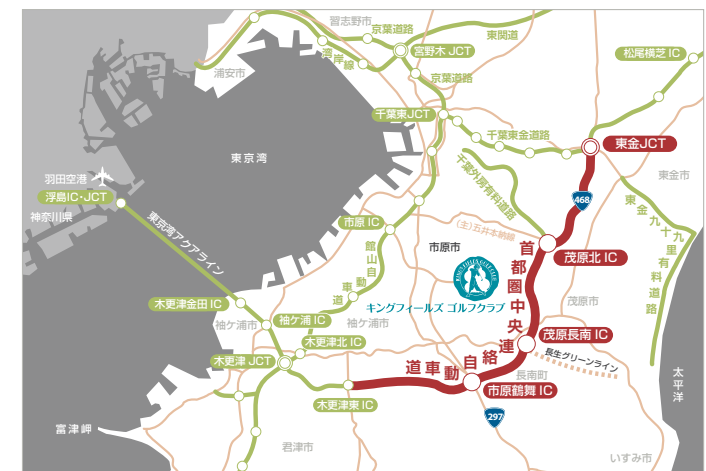 習志野市
京葉道路
東関道
宮野木 JCT
松尾横芝 IC
湾岸線
浦安市
京葉道路
千葉東JCT
千葉東金道路
東金JCT
東京湾
千葉外房有料道路
羽田空港
浮島IC・JCT
神奈川県
東金市
468
東金九十九里有料道路
東京湾アクアライン
市原 IC
(主)五井本納線
館山自動車道
市原市
茂原北 IC
首都圏中央連絡自動車道
キングフィールズ ゴルフクラブ
木更津金田 IC
茂原市
袖ケ浦 IC
袖ケ浦市
袖ケ浦市
茂原長南 IC
木更津北 IC
木更津 JCT
長生グリーンライン
長南町
太平洋
市原鶴舞 IC
木更津東 IC
297
富津岬
君津市
いすみ市